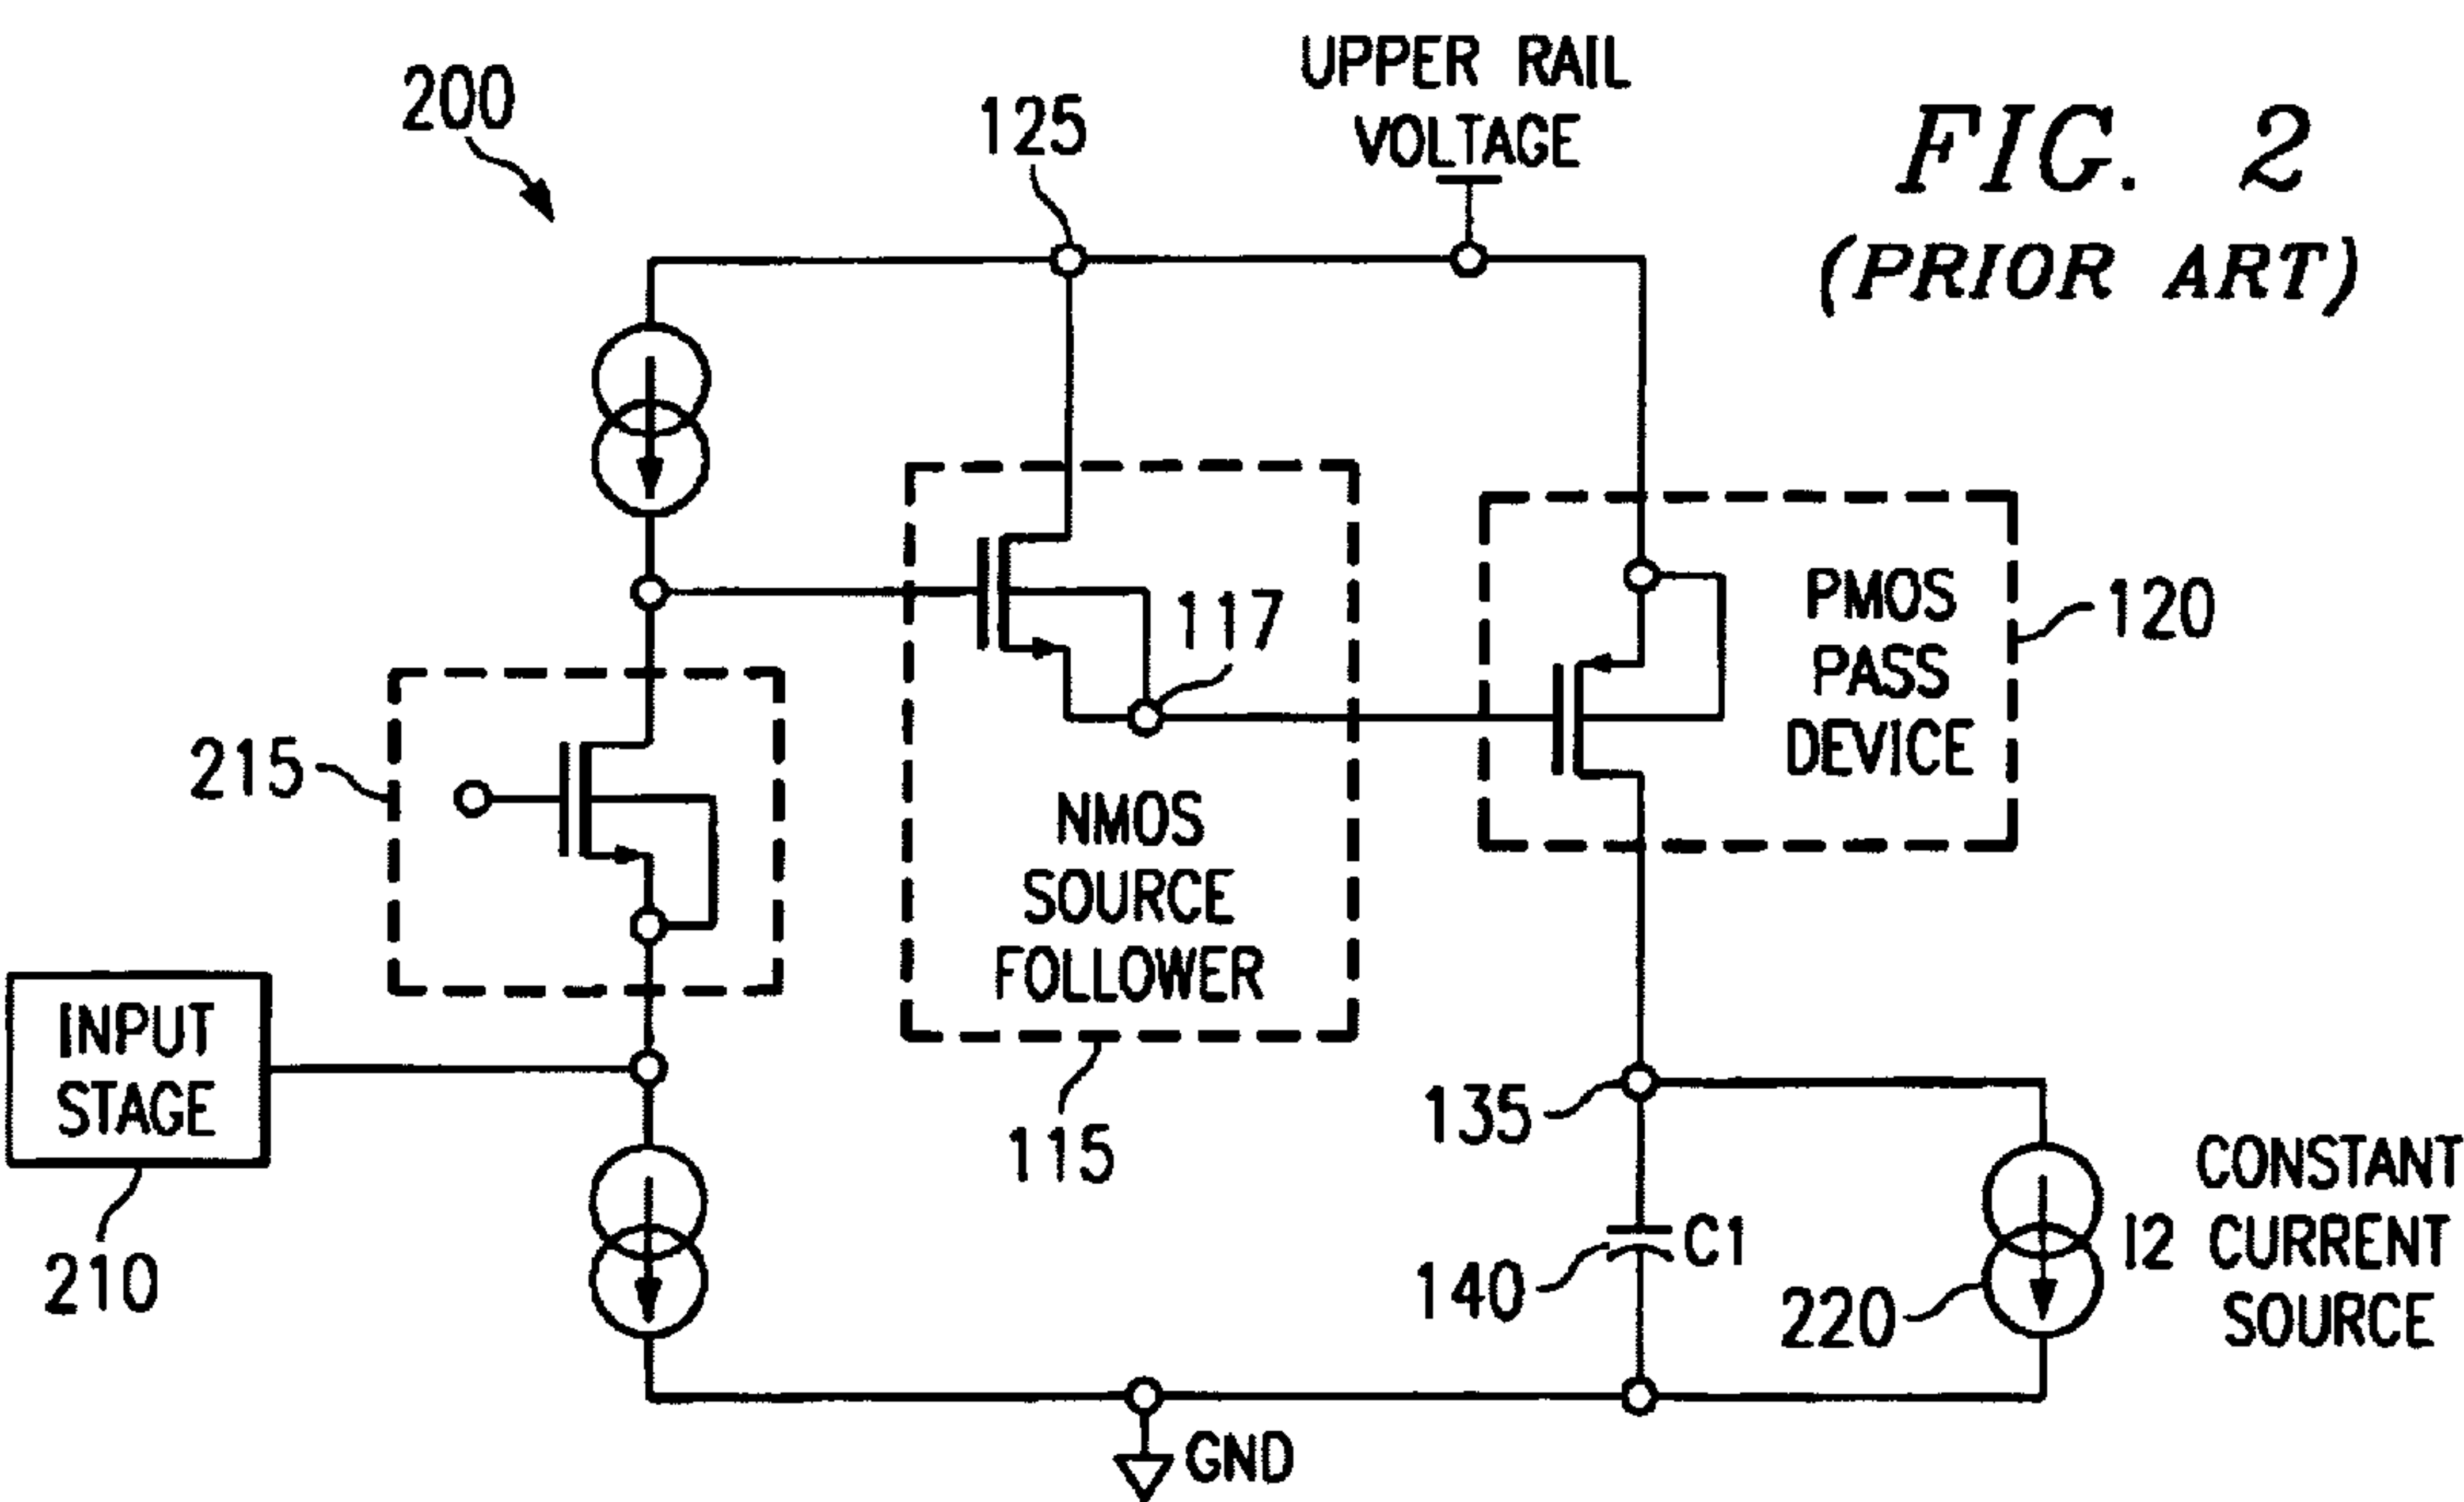 200
125
UPPER RAIL
VOLTAGE
FIG. 2
(PRIOR ART)
117
PMOS
PASS
DEVICE
120
215
NMOS
SOURCE
FOLLOWER
115
INPUT
STAGE
210
135
C1
140
220
CONSTANT
I2 CURRENT
SOURCE
GND